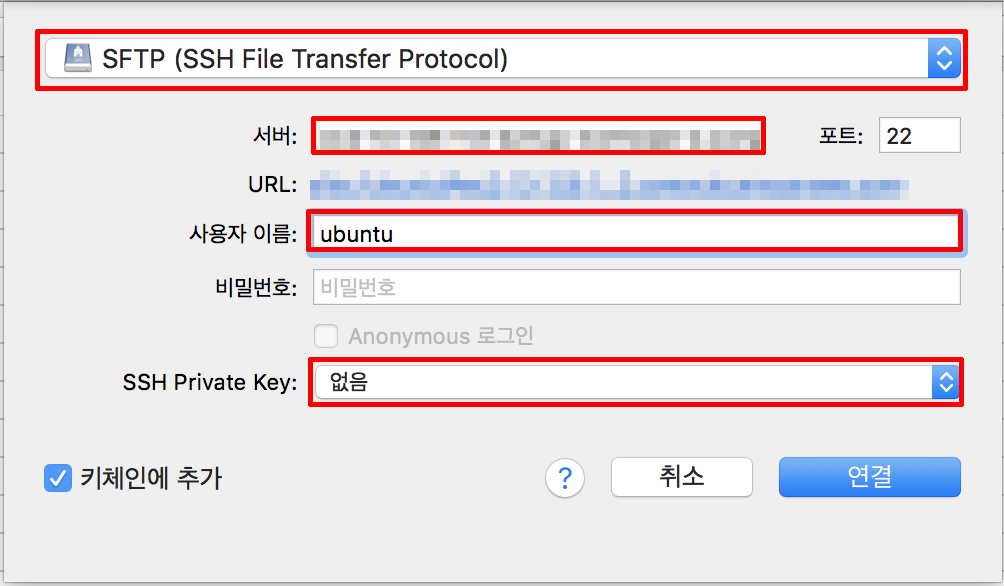 SFTP (SSH File Transfer Protocol)
서버: 포트: 22
URL:
사용자 이름: ubuntu
비밀번호: 비밀번호
Anonymous 로그인
SSH Private Key: 없음
키체인에 추가 ? 취소 연결